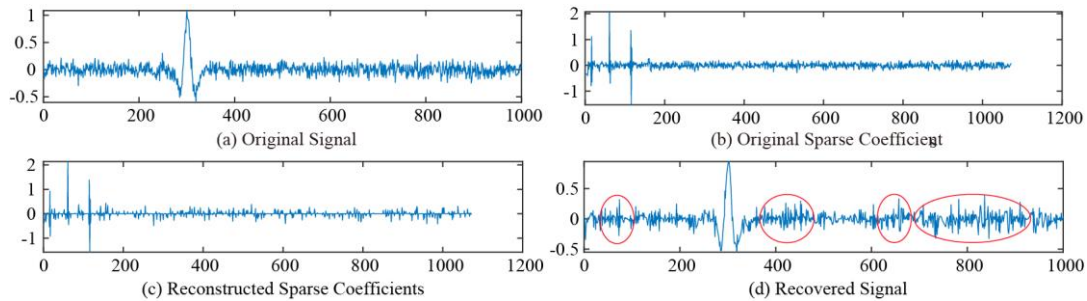 1
0.5
0
-0.5
0 200 400 600 800 1000
(a) Original Signal
2
1
0
-1
0 200 400 600 800 1000 1200
(b) Original Sparse Coefficient
s
2
1
0
-1
0 200 400 600 800 1000 1200
(c) Reconstructed Sparse Coefficients
0.5
0
-0.5
0 200 400 600 800 1000
(d) Recovered Signal